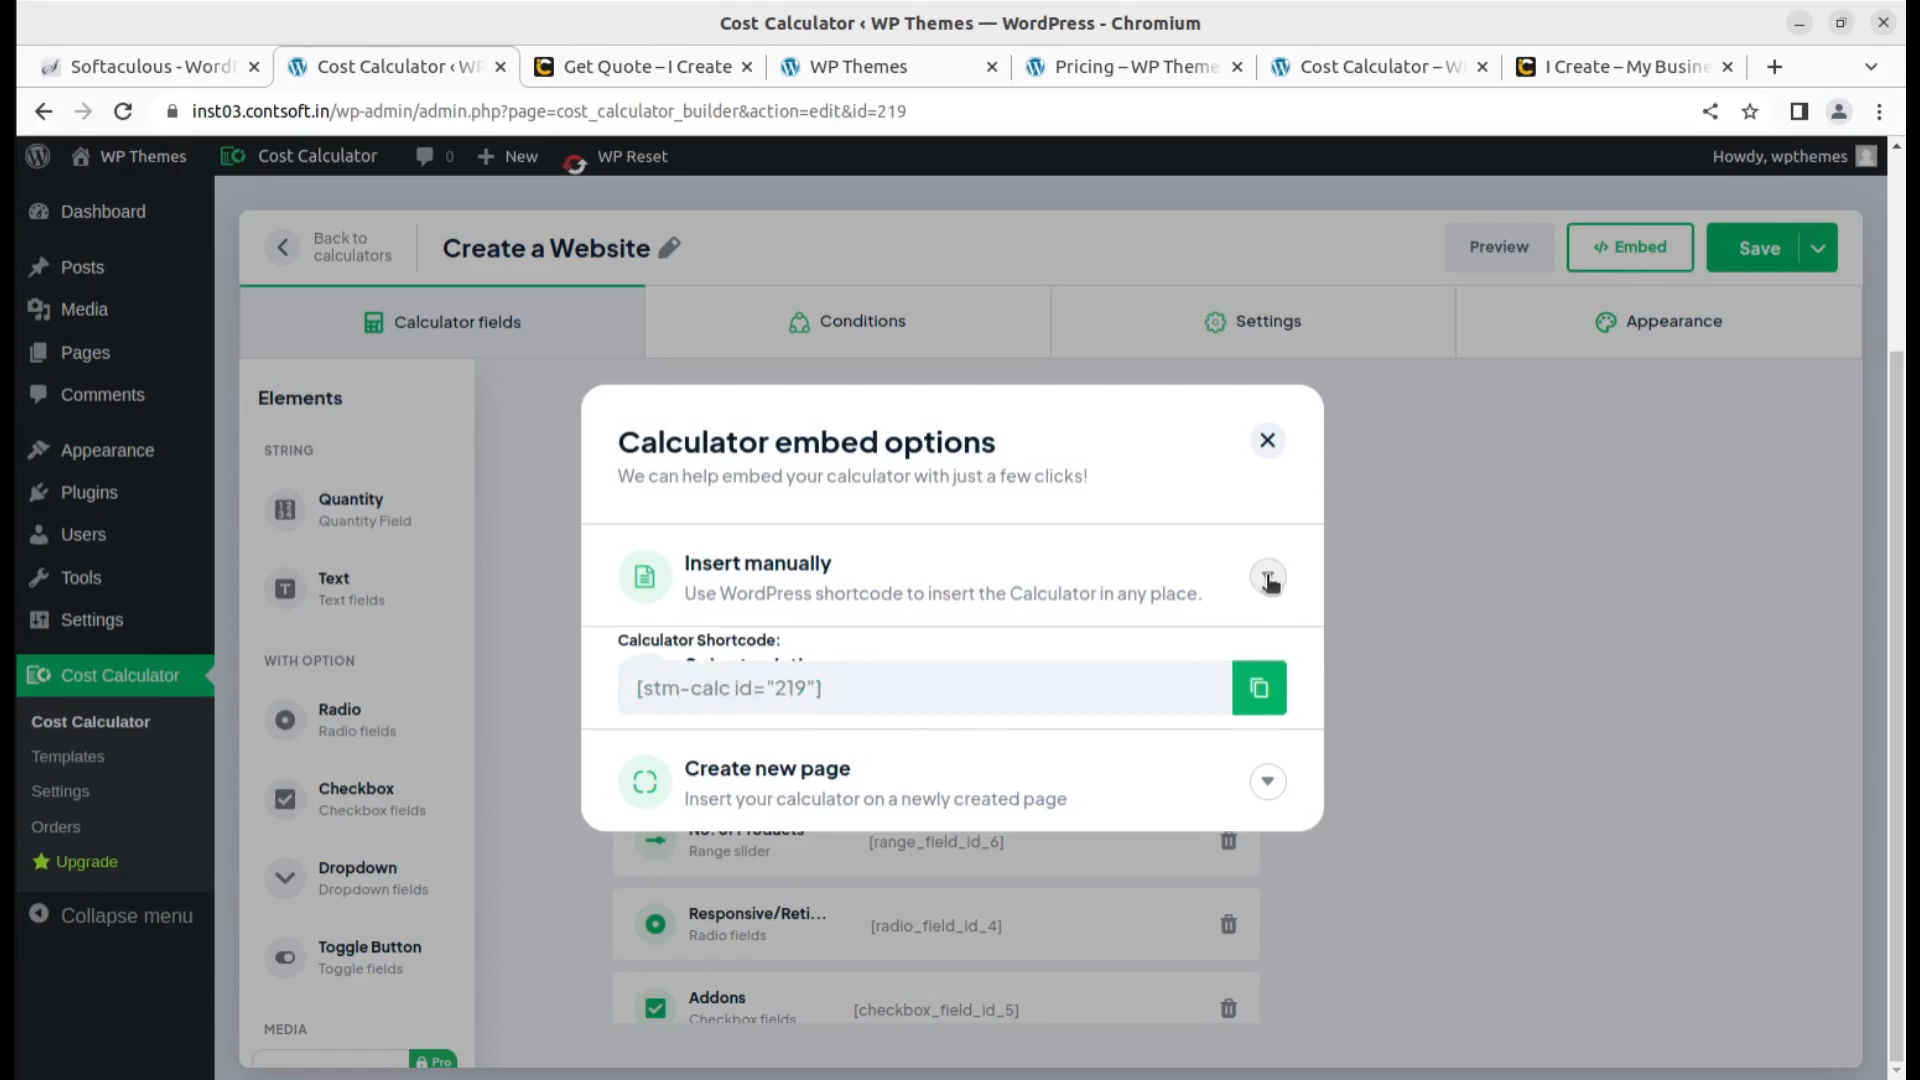 Cost Calculator ‹ WP Themes — WordPress - Chromium
Softaculous - Word
Cost Calculator ‹ WP
Get Quote – I Create
WP Themes
Pricing – WP Theme
Cost Calculator – W
I Create – My Busine
inst03.contsoft.in/wp-admin/admin.php?page=cost_calculator_builder&action=edit&id=219
WP Themes
Cost Calculator
0
New
WP Reset
Howdy, wpthemes
Dashboard
Posts
Media
Pages
Comments
Appearance
Plugins
Users
Tools
Settings
Cost Calculator
Cost Calculator
Templates
Settings
Orders
Upgrade
Collapse menu
Back to
calculators
Create a Website
Preview
</> Embed
Save
Calculator fields
Conditions
Settings
Appearance
Elements
STRING
Quantity
Quantity Field
Text
Text fields
WITH OPTION
Radio
Radio fields
Checkbox
Checkbox fields
Dropdown
Dropdown fields
Toggle Button
Toggle fields
MEDIA
Pro
Calculator embed options
We can help embed your calculator with just a few clicks!
Insert manually
Use WordPress shortcode to insert the Calculator in any place.
Calculator Shortcode:
[stm-calc id="219"]
Create new page
Insert your calculator on a newly created page
No. of Products
Range slider
[range_field_id_6]
Responsive/Reti...
Radio fields
[radio_field_id_4]
Addons
Checkbox fields
[checkbox_field_id_5]